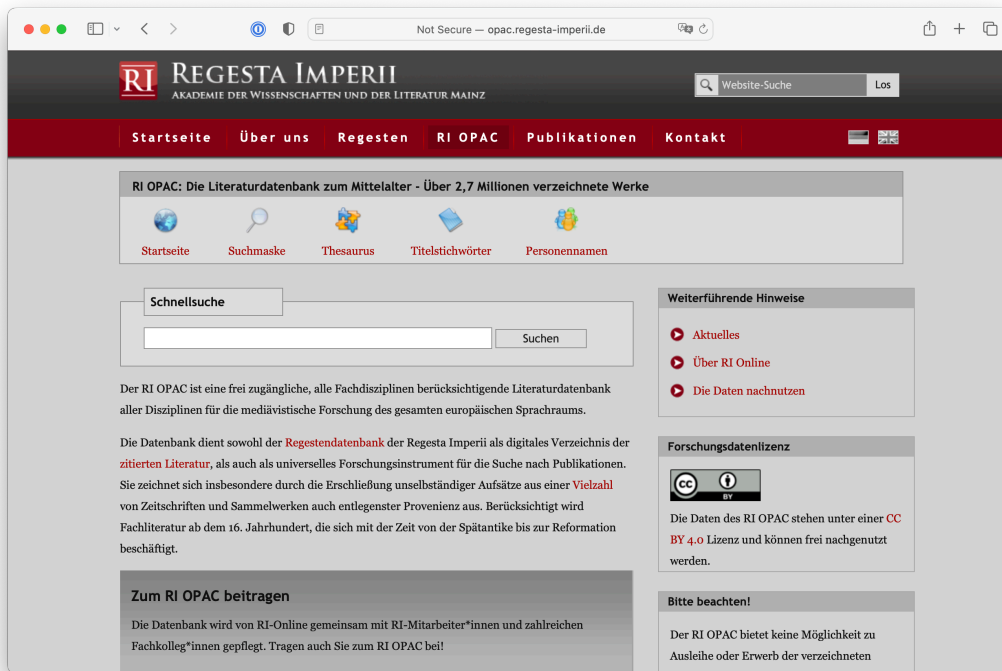 Not Secure — opac.regesta-imperii.de
RI
REGESTA IMPERII
AKADEMIE DER WISSENSCHAFTEN UND DER LITERATUR MAINZ
Website-Suche
Los
Startseite
Über uns
Regesten
RI OPAC
Publikationen
Kontakt
RI OPAC: Die Literaturdatenbank zum Mittelalter - Über 2,7 Millionen verzeichnete Werke
Startseite
Suchmaske
Thesaurus
Titelstichwörter
Personennamen
Schnellsuche
Suchen
Der RI OPAC ist eine frei zugängliche, alle Fachdisziplinen berücksichtigende Literaturdatenbank
aller Disziplinen für die mediävistische Forschung des gesamten europäischen Sprachraums.
Die Datenbank dient sowohl der Regestendatenbank der Regesta Imperii als digitales Verzeichnis der
zitierten Literatur, als auch als universelles Forschungsinstrument für die Suche nach Publikationen.
Sie zeichnet sich insbesondere durch die Erschließung unselbständiger Aufsätze aus einer Vielzahl
von Zeitschriften und Sammelwerken auch entlegenster Provenienz aus. Berücksichtigt wird
Fachliteratur ab dem 16. Jahrhundert, die sich mit der Zeit von der Spätantike bis zur Reformation
beschäftigt.
Zum RI OPAC beitragen
Die Datenbank wird von RI-Online gemeinsam mit RI-Mitarbeiter*innen und zahlreichen
Fachkolleg*innen gepflegt. Tragen auch Sie zum RI OPAC bei!
Weiterführende Hinweise
Aktuelles
Über RI Online
Die Daten nachnutzen
Forschungsdatenlizenz
cc
BY
Die Daten des RI OPAC stehen unter einer CC
BY 4.0 Lizenz und können frei nachgenutzt
werden.
Bitte beachten!
Der RI OPAC bietet keine Möglichkeit zu
Ausleihe oder Erwerb der verzeichneten